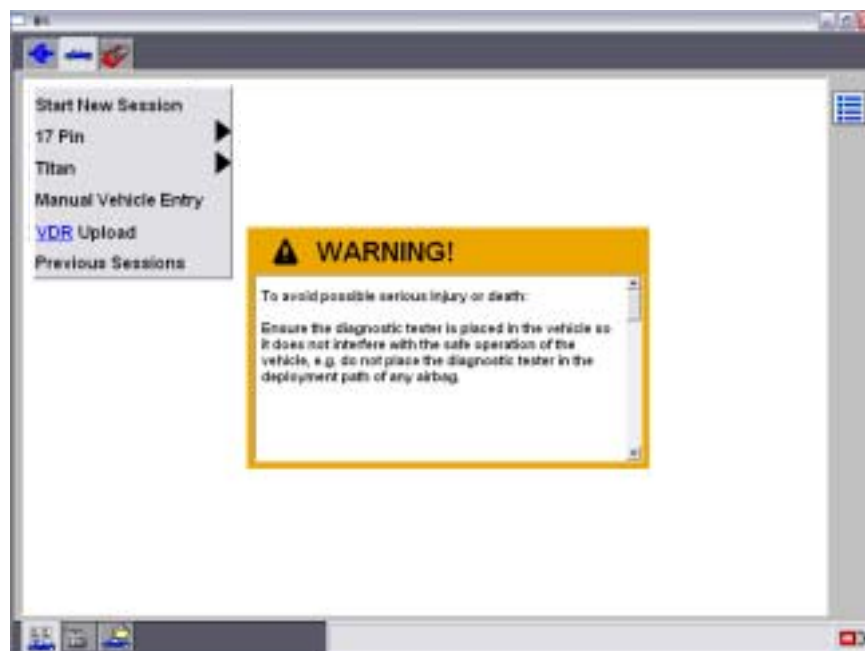 Start New Session
17 Pin
Titan
Manual Vehicle Entry
VDR Upload
Previous Sessions
WARNING!
To avoid possible serious injury or death:
Ensure the diagnostic tester is placed in the vehicle so
it does not interfere with the safe operation of the
vehicle, e.g. do not place the diagnostic tester in the
deployment path of any airbag.